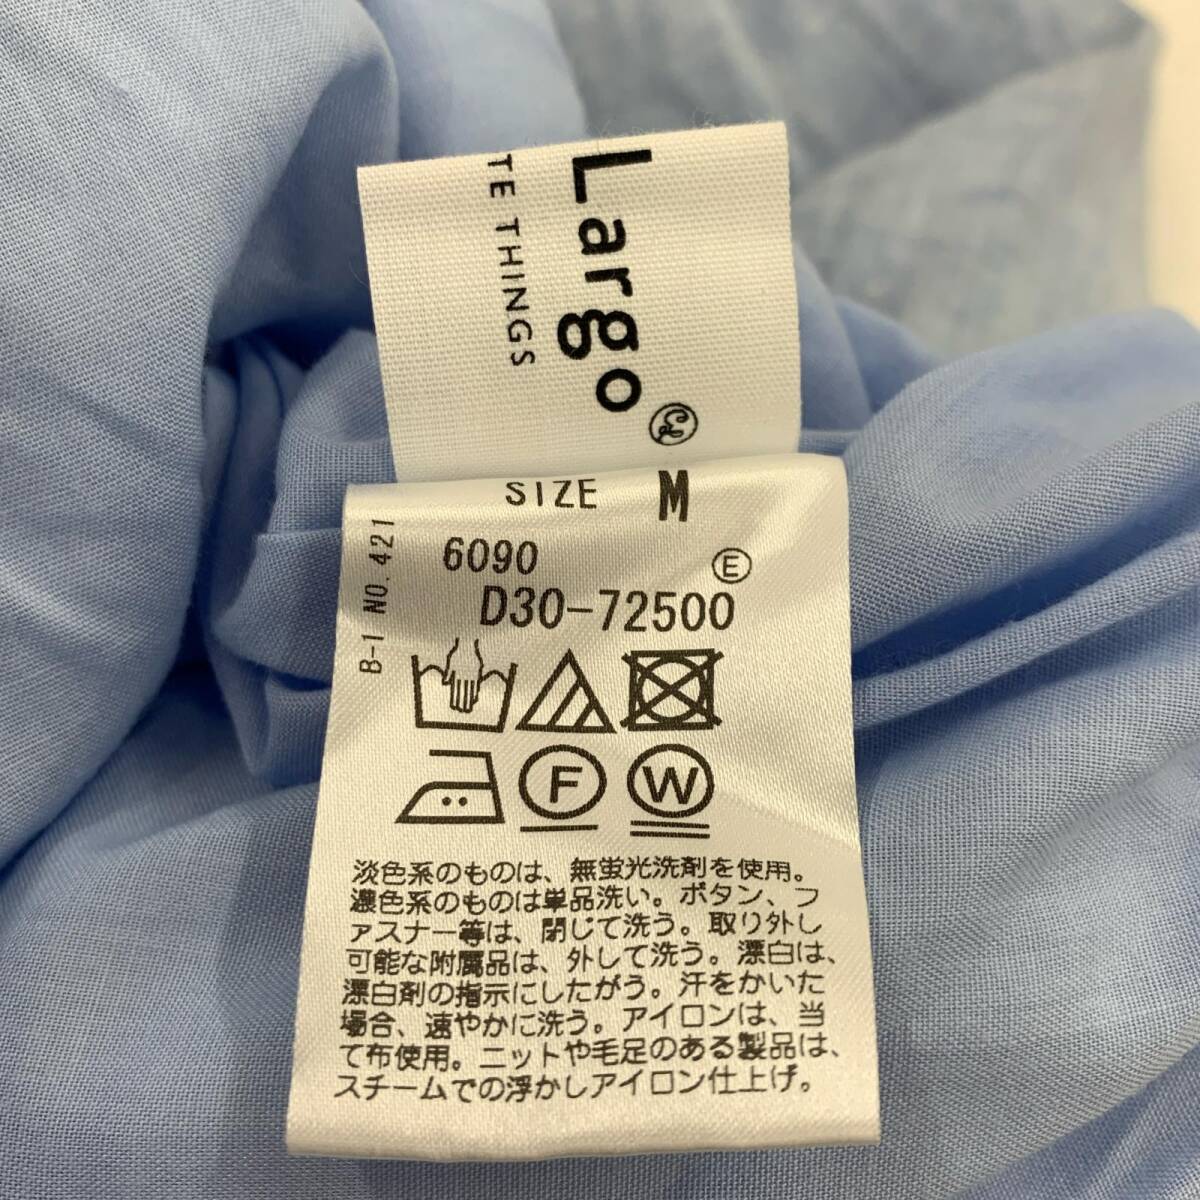 Largo
TE THINGS
SIZE M
B-1 NO. 421
6090
E
D30-72500
F W
淡色系のものは、無蛍光洗剤を使用。
濃色系のものは単品洗い。ボタン、フ
ァスナー等は、閉じて洗う。取り外し
可能な附属品は、外して洗う。漂白は、
漂白剤の指示にしたがう。汗をかいた
場合、速やかに洗う。アイロンは、当
て布使用。ニットや毛足のある製品は、
スチームでの浮かしアイロン仕上げ。